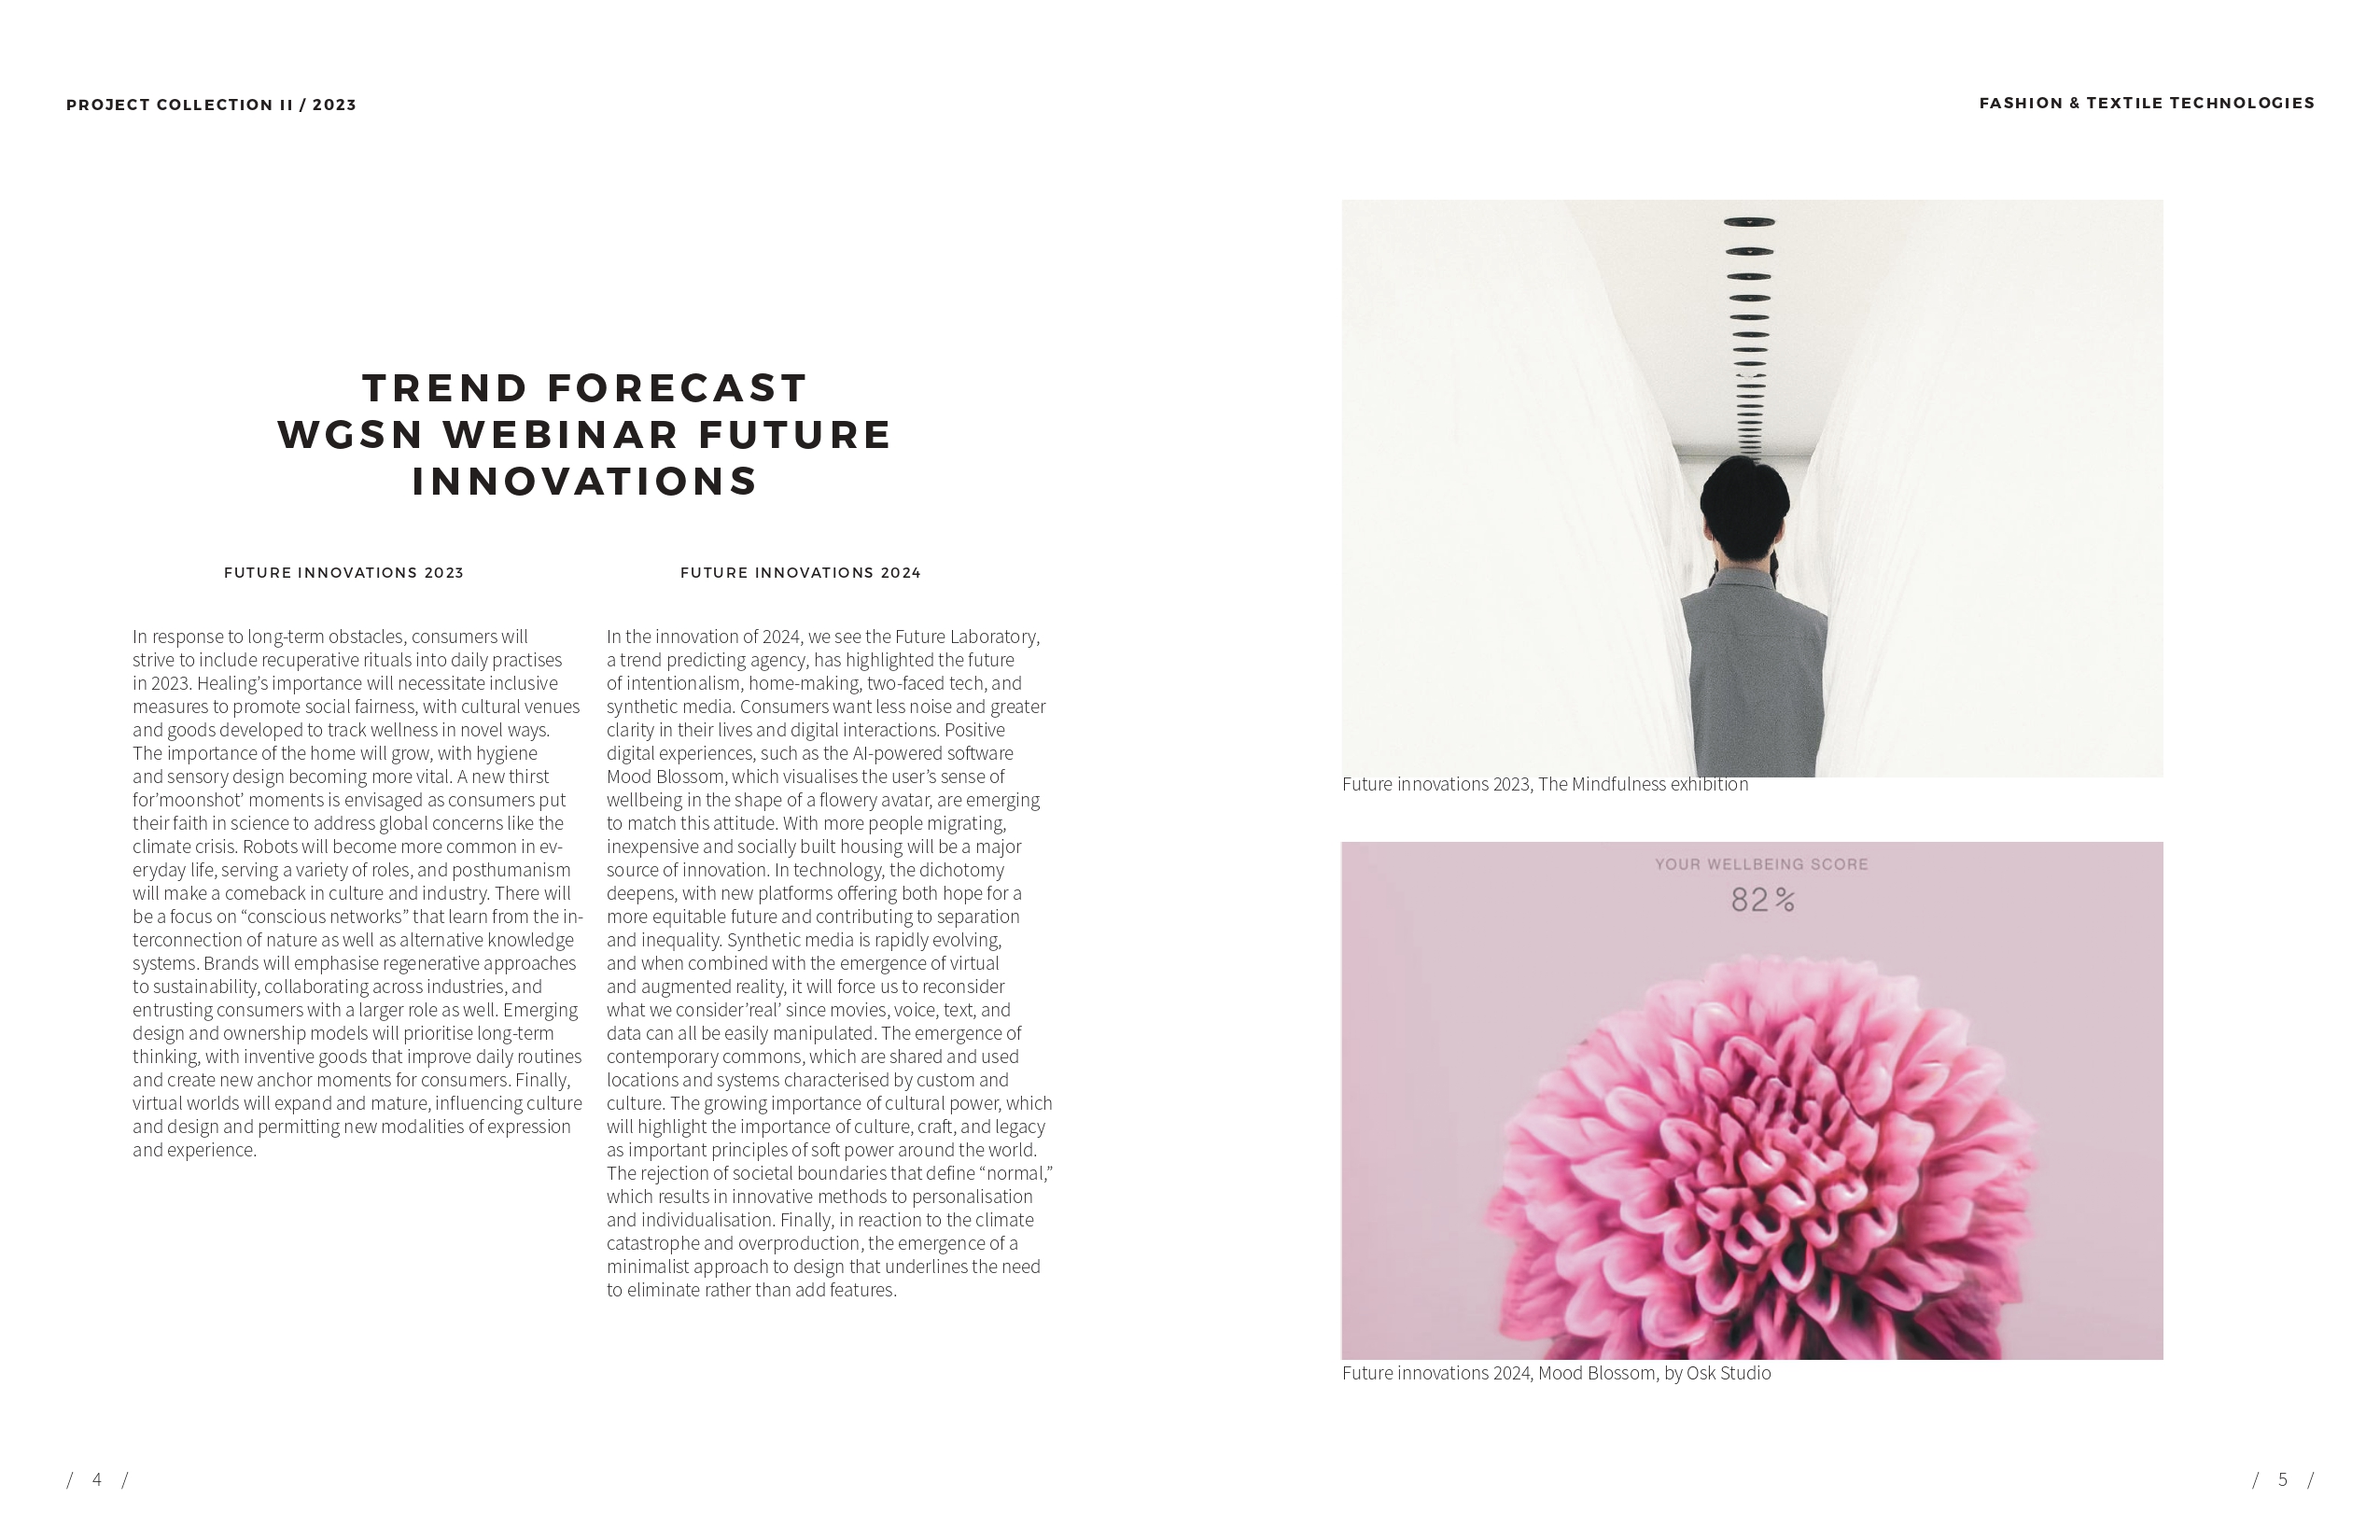 PROJECT COLLECTION II / 2023
FASHION & TEXTILE TECHNOLOGIES
TREND FORECAST
WGSN WEBINAR FUTURE
INNOVATIONS
FUTURE INNOVATIONS 2023
In response to long-term obstacles, consumers will
strive to include recuperative rituals into daily practises
in 2023. Healing's importance will necessitate inclusive
measures to promote social fairness, with cultural venues
and goods developed to track wellness in novel ways.
The importance of the home will grow, with hygiene
and sensory design becoming more vital. A new thirst
for'moonshot' moments is envisaged as consumers put
their faith in science to address global concerns like the
climate crisis. Robots will become more common in ev-
eryday life, serving a variety of roles, and posthumanism
will make a comeback in culture and industry. There will
be a focus on “conscious networks” that learn from the in-
terconnection of nature as well as alternative knowledge
systems. Brands will emphasise regenerative approaches
to sustainability, collaborating across industries, and
entrusting consumers with a larger role as well. Emerging
design and ownership models will prioritise long-term
thinking, with inventive goods that improve daily routines
and create new anchor moments for consumers. Finally,
virtual worlds will expand and mature, influencing culture
and design and permitting new modalities of expression
and experience.
FUTURE INNOVATIONS 2024
In the innovation of 2024, we see the Future Laboratory,
a trend predicting agency, has highlighted the future
of intentionalism, home-making, two-faced tech, and
synthetic media. Consumers want less noise and greater
clarity in their lives and digital interactions. Positive
digital experiences, such as the AI-powered software
Mood Blossom, which visualises the user's sense of
wellbeing in the shape of a flowery avatar, are emerging
to match this attitude. With more people migrating,
inexpensive and socially built housing will be a major
source of innovation. In technology, the dichotomy
deepens, with new platforms offering both hope for a
more equitable future and contributing to separation
and inequality. Synthetic media is rapidly evolving,
and when combined with the emergence of virtual
and augmented reality, it will force us to reconsider
what we consider'real' since movies, voice, text, and
data can all be easily manipulated. The emergence of
contemporary commons, which are shared and used
locations and systems characterised by custom and
culture. The growing importance of cultural power, which
will highlight the importance of culture, craft, and legacy
as important principles of soft power around the world.
The rejection of societal boundaries that define “normal,”
which results in innovative methods to personalisation
and individualisation. Finally, in reaction to the climate
catastrophe and overproduction, the emergence of a
minimalist approach to design that underlines the need
to eliminate rather than add features.
Future innovations 2023, The Mindfulness exhibition
YOUR WELLBEING SCORE
82%
Future innovations 2024, Mood Blossom, by Osk Studio
/ 4 /
/ 5 /